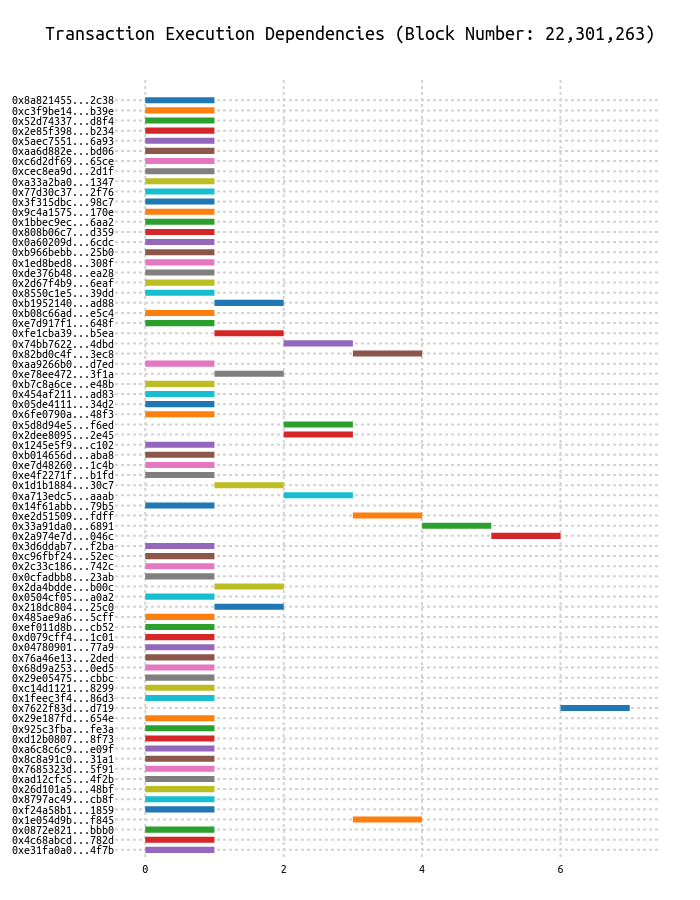 Transaction Execution Dependencies (Block Number: 22,301,263)
0x8a821455...2c38
0xc3f9be14...b39e
0x52d74337...d8f4
0x2e85f398...b234
0x5aec7551...6a93
0xaa6d882e...bd06
0xc6d2df69...65ce
0xcec8ea9d...2d1f
0xa33a2ba0...1347
0x77d30c37...2f76
0x3f315dbc...98c7
0x9c4a1575...170e
0x1bbec9ec...6aa2
0x808b06c7...d359
0x0a60209d...6cdc
0xb966bebb...25b0
0x1ed8bed8...308f
0xde376b48...ea28
0x2d67f4b9...6eaf
0x8550c1e5...39dd
0xb1952140...ad88
0xb08c66ad...e5c4
0xe7d917f1...648f
0xfe1cba39...b5ea
0x74bb7622...4dbd
0x82bd0c4f...3ec8
0xaa9266b0...d7ed
0xe78ee472...3f1a
0xb7c8a6ce...e48b
0x454af211...ad83
0x05de4111...34d2
0x6fe0790a...48f3
0x5d8d94e5...f6ed
0x2dee8095...2e45
0x1245e5f9...c102
0xb014656d...aba8
0xe7d48260...1c4b
0xe4f2271f...b1fd
0x1d1b1884...30c7
0xa713edc5...aaab
0x14f61abb...79b5
0xe2d51509...fdff
0x33a91da0...6891
0x2a974e7d...046c
0x3d6ddab7...f2ba
0xc96fbf24...52ec
0x2c33c186...742c
0x0cfadbb8...23ab
0x2da4bdde...b00c
0x0504cf05...a0a2
0x218dc804...25c0
0x485ae9a6...5cff
0xef011d8b...cb52
0xd079cff4...1c01
0x04780901...77a9
0x76a46e13...2ded
0x68d9a253...0ed5
0x29e05475...cbbc
0xc14d1121...8299
0x1feec3f4...86d3
0x7622f83d...d719
0x29e187fd...654e
0x925c3fba...fe3a
0xd12b0807...8f73
0xa6c8c6c9...e09f
0x8c8a91c0...31a1
0x7685323d...5f91
0xad12cfc5...4f2b
0x26d101a5...48bf
0x8797ac49...cb8f
0xf24a58b1...1859
0x1e054d9b...f845
0x0872e821...bbb0
0x4c68abcd...782d
0xe31fa0a0...4f7b
0 2 4 6